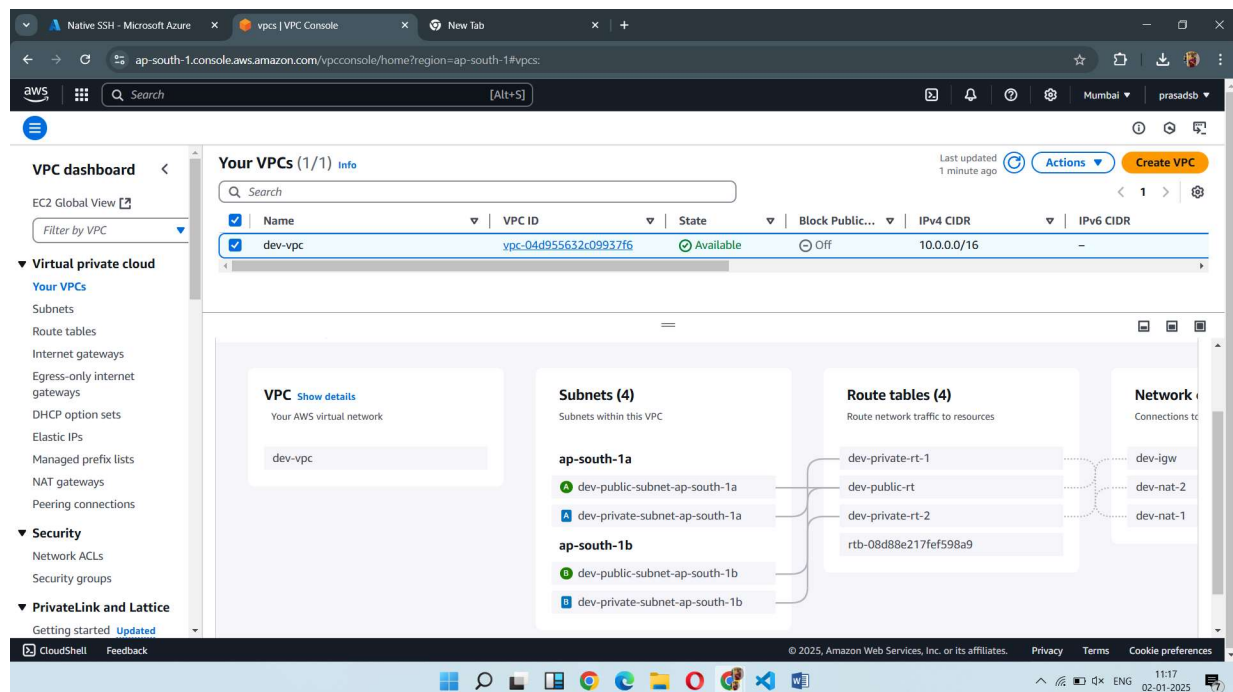 Native SSH - Microsoft Azure
vpcs | VPC Console
New Tab
ap-south-1.console.aws.amazon.com/vpcconsole/home?region=ap-south-1#vpcs:
aws
Search [Alt+S]
Mumbai
prasadsb
VPC dashboard
EC2 Global View
Filter by VPC
Virtual private cloud
Your VPCs
Subnets
Route tables
Internet gateways
Egress-only internet
gateways
DHCP option sets
Elastic IPs
Managed prefix lists
NAT gateways
Peering connections
Security
Network ACLs
Security groups
PrivateLink and Lattice
Getting started Updated
Your VPCs (1/1) Info
Last updated
1 minute ago
Actions
Create VPC
Search
1
Name VPC ID State Block Public... IPv4 CIDR IPv6 CIDR
dev-vpc vpc-04d955632c09937f6 Available Off 10.0.0.0/16 –
VPC Show details
Your AWS virtual network
dev-vpc
Subnets (4)
Subnets within this VPC
ap-south-1a
A dev-public-subnet-ap-south-1a
A dev-private-subnet-ap-south-1a
ap-south-1b
B dev-public-subnet-ap-south-1b
B dev-private-subnet-ap-south-1b
Route tables (4)
Route network traffic to resources
dev-private-rt-1
dev-public-rt
dev-private-rt-2
rtb-08d88e217fef598a9
Network
Connections to
dev-igw
dev-nat-2
dev-nat-1
CloudShell Feedback
© 2025, Amazon Web Services, Inc. or its affiliates. Privacy Terms Cookie preferences
ENG
11:17
02-01-2025
7